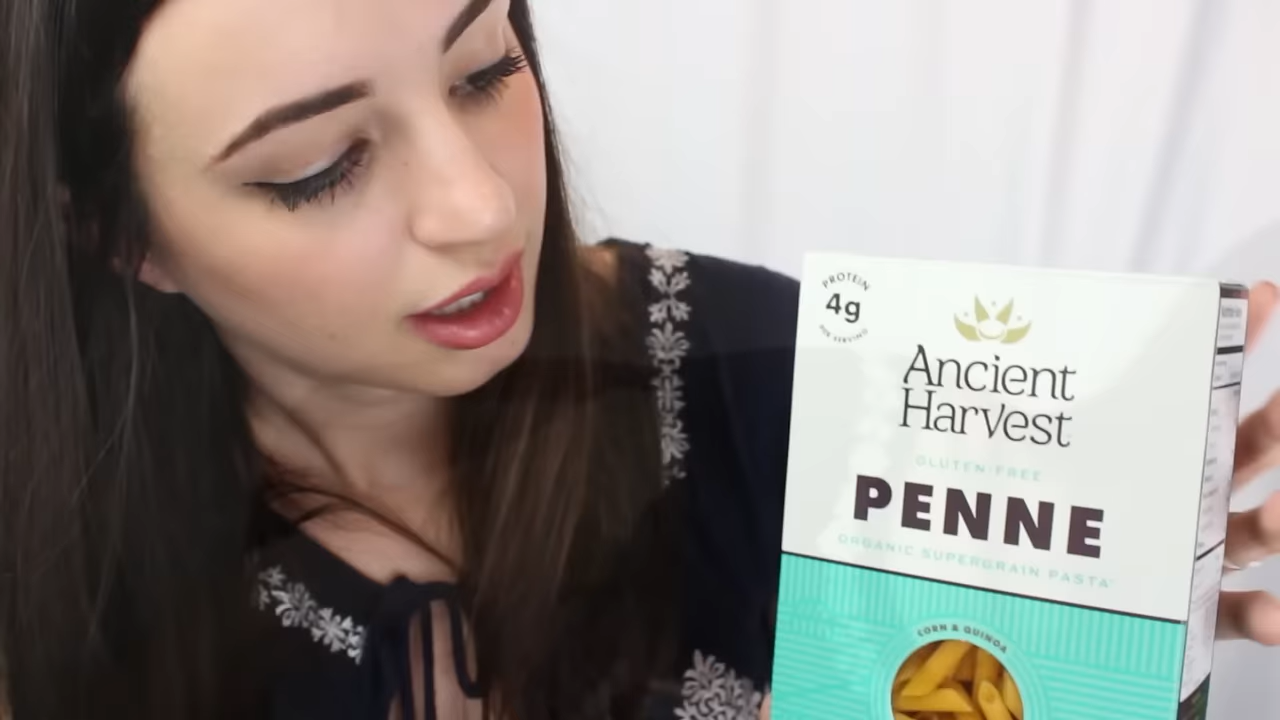 PROTEIN
4g
PER SERVING
Ancient
Harvest
GLUTEN-FREE
PENNE
ORGANIC SUPERGRAIN PASTA
CORN & QUINOA